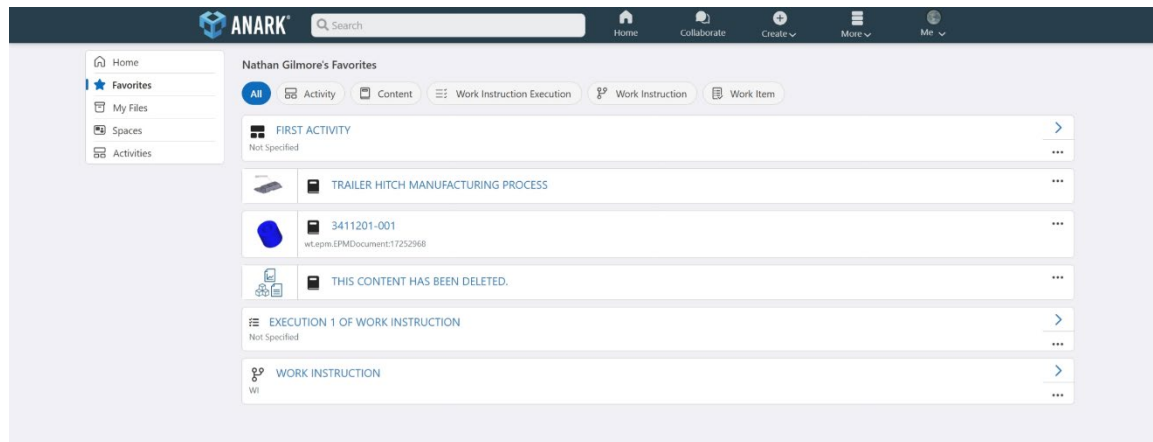 ANARK®
Search
Home
Collaborate
Create
More
Me
Home
Favorites
My Files
Spaces
Activities
Nathan Gilmore's Favorites
All
Activity
Content
Work Instruction Execution
Work Instruction
Work Item
FIRST ACTIVITY
Not Specified
TRAILER HITCH MANUFACTURING PROCESS
3411201-001
wt.epm.EPMDocument:17252968
THIS CONTENT HAS BEEN DELETED.
EXECUTION 1 OF WORK INSTRUCTION
Not Specified
WORK INSTRUCTION
WI